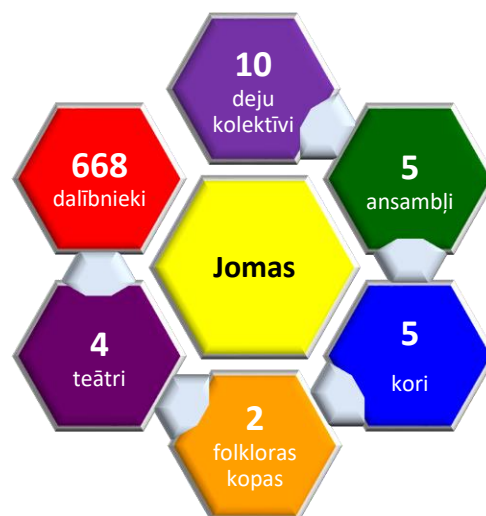 10
deju
kolektīvi
668
dalībnieki
5
ansambļi
Jomas
4
teātri
5
kori
2
folkloras
kopas